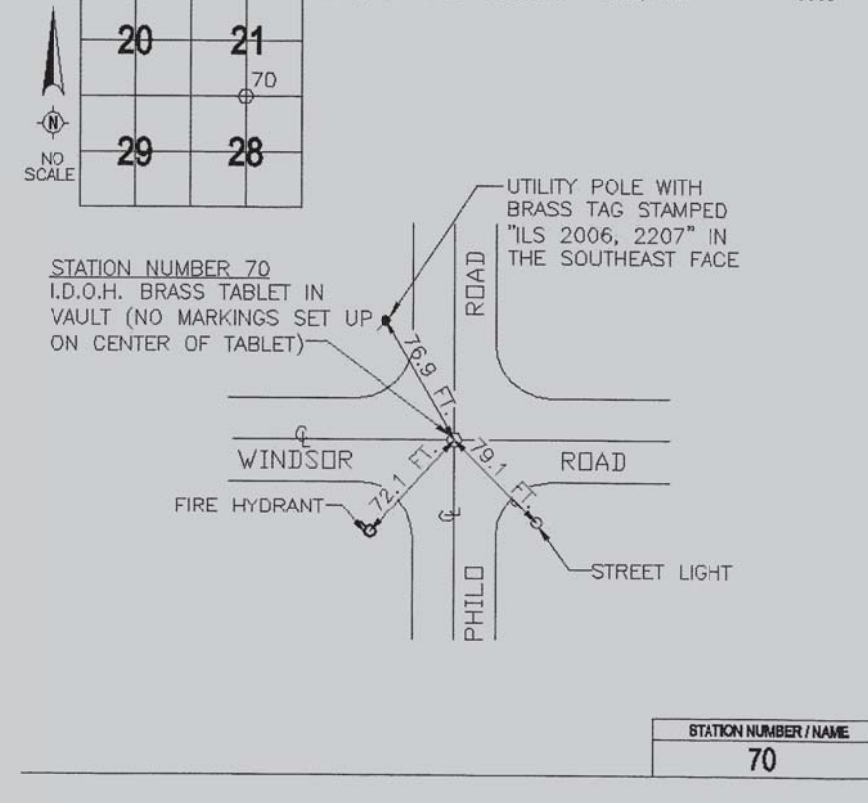 20 21
70
N
NO
SCALE
29 28
UTILITY POLE WITH
BRASS TAG STAMPED
"ILS 2006, 2207" IN
THE SOUTHEAST FACE
STATION NUMBER 70
I.D.O.H. BRASS TABLET IN
VAULT (NO MARKINGS SET UP
ON CENTER OF TABLET)
ROAD
76.9 FT.
℄
WINDSOR
ROAD
72.1 FT.
79.1 FT.
FIRE HYDRANT
℄
STREET LIGHT
PHILO
STATION NUMBER / NAME
70